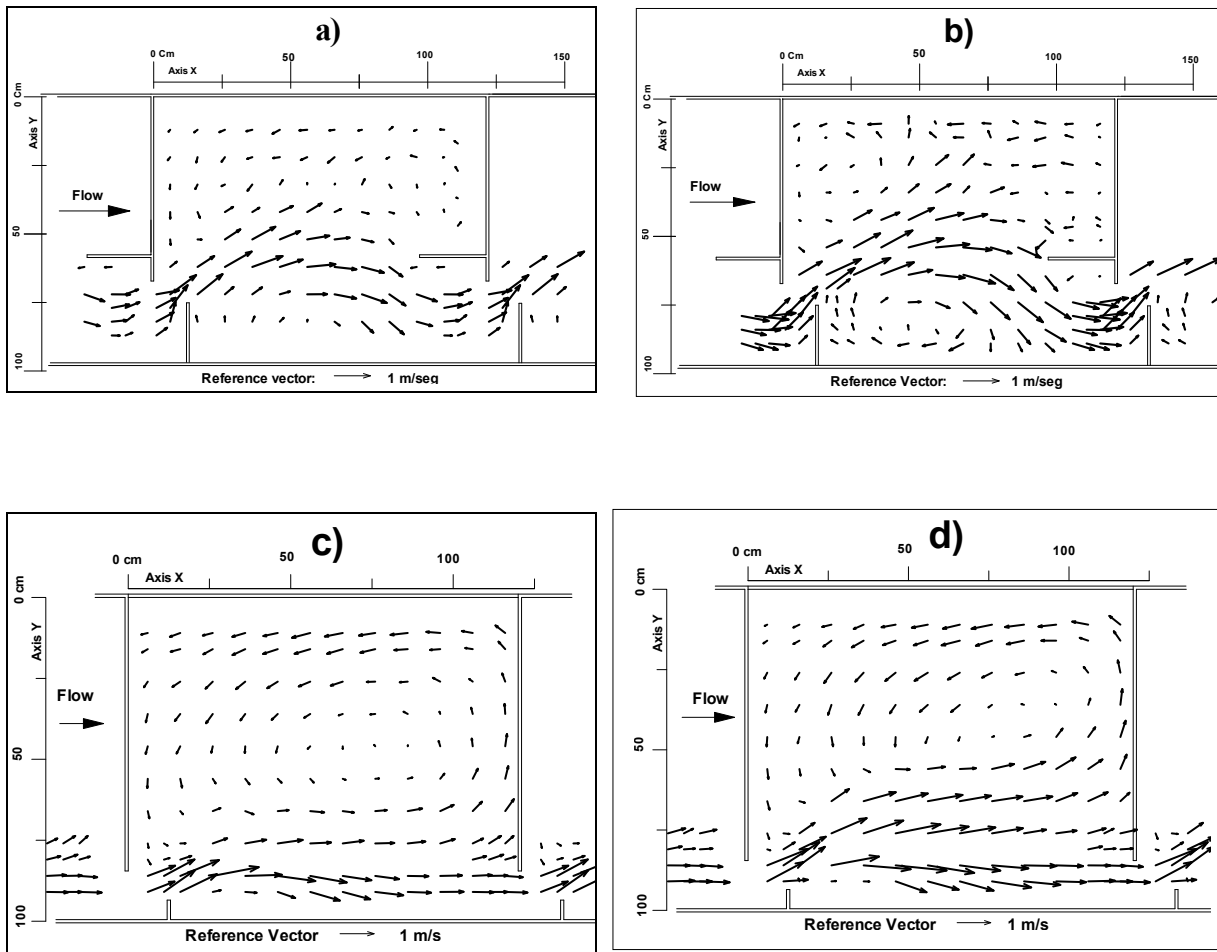 a)
0 Cm 50 100 150
Axis X
0 Cm
Axis Y
Flow
50
100
Reference vector: 1 m/seg
b)
0 Cm 50 100 150
Axis X
0 Cm
Axis Y
Flow
50
100
Reference Vector: 1 m/seg
c)
0 cm 50 100
Axis X
0 cm
Axis Y
Flow
50
100
Reference Vector 1 m/s
d)
0 cm 50 100
Axis X
0 cm
Axis Y
Flow
50
100
Reference Vector 1 m/s